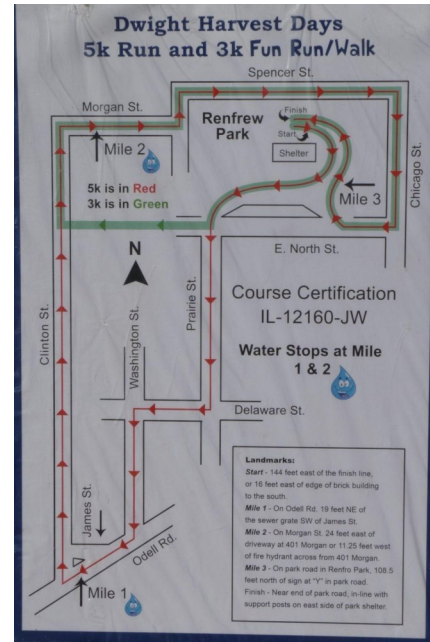 Dwight Harvest Days
5k Run and 3k Fun Run/Walk
Spencer St.
Morgan St.
Finish
Renfrew
Park
Start
Shelter
Mile 2
Chicago St.
5k is in Red
3k is in Green
Mile 3
N
E. North St.
Clinton St.
Washington St.
Prairie St.
Course Certification
IL-12160-JW
Water Stops at Mile
1 & 2
Delaware St.
James St.
Odell Rd.
Mile 1
Landmarks:
Start - 144 feet east of the finish line,
or 16 feet east of edge of brick building
to the south.
Mile 1 - On Odell Rd. 19 feet NE of
the sewer grate SW of James St.
Mile 2 - On Morgan St. 24 feet east of
driveway at 401 Morgan or 11.25 feet west
of fire hydrant across from 401 Morgan.
Mile 3 - On park road in Renfro Park, 108.5
feet north of sign at "Y" in park road.
Finish - Near end of park road, in-line with
support posts on east side of park shelter.